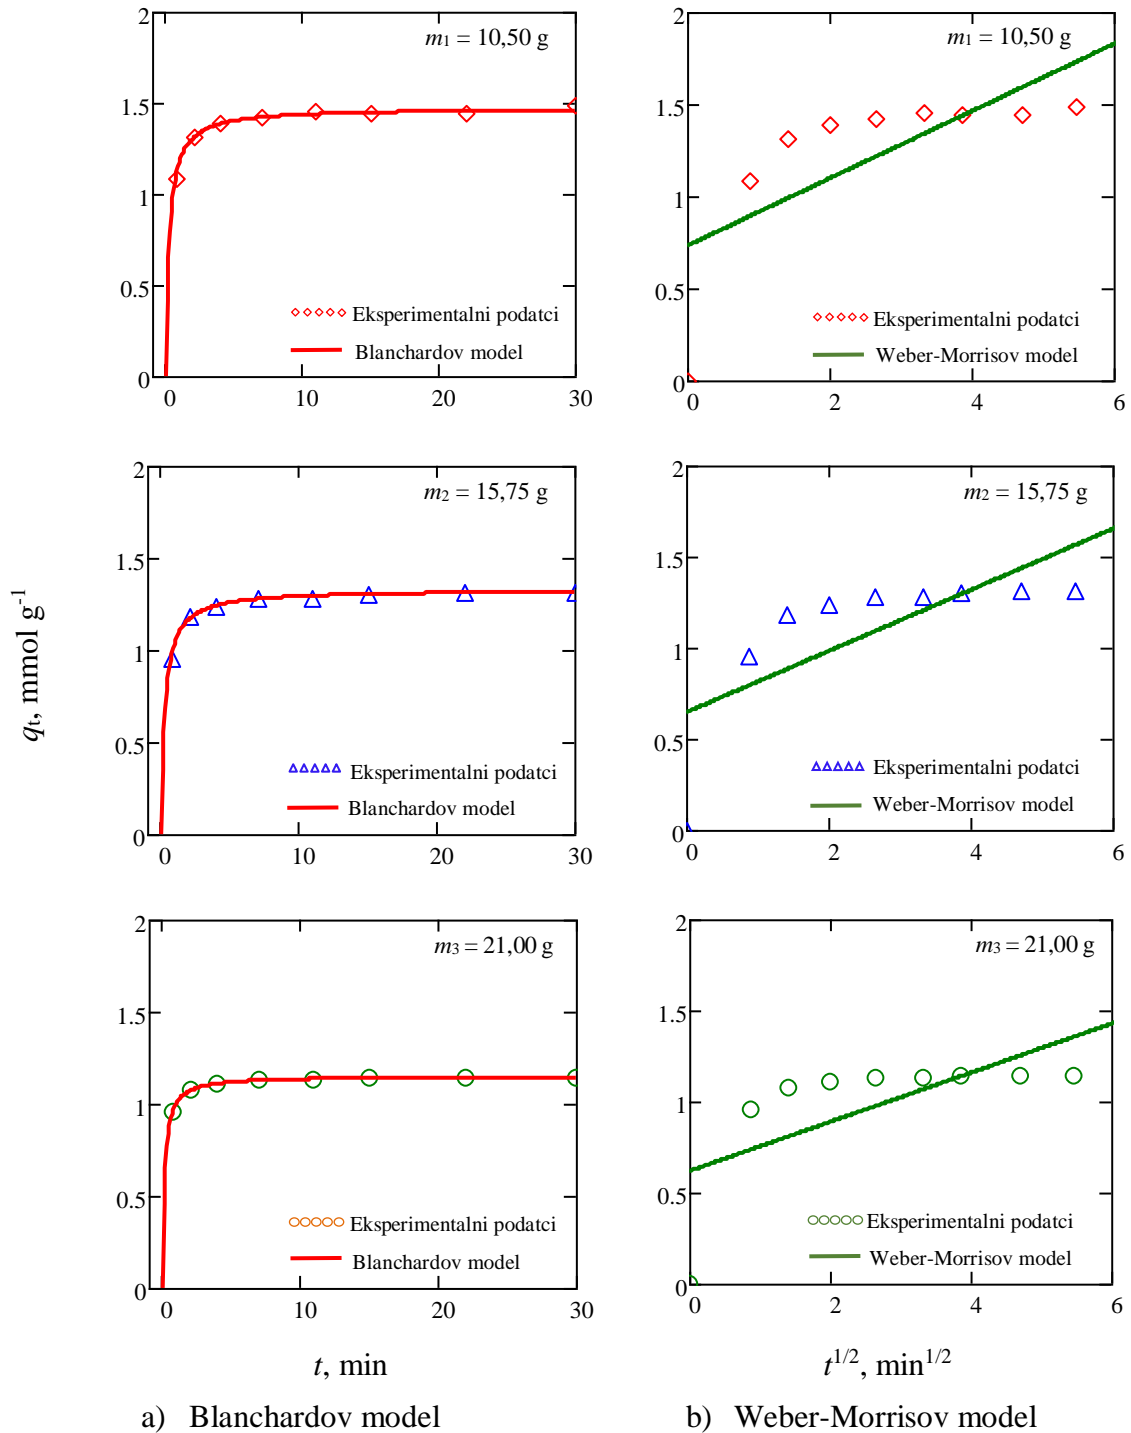 m1 = 10,50 g
2
1.5
1
0.5
0
Eksperimentalni podatci
Blanchardov model
0 10 20 30
m1 = 10,50 g
2
1.5
1
0.5
0
Eksperimentalni podatci
Weber-Morrisov model
0 2 4 6
m2 = 15,75 g
2
1.5
1
0.5
0
Eksperimentalni podatci
Blanchardov model
0 10 20 30
m2 = 15,75 g
2
1.5
1
0.5
0
Eksperimentalni podatci
Weber-Morrisov model
0 2 4 6
qt, mmol g-1
m3 = 21,00 g
2
1.5
1
0.5
0
Eksperimentalni podatci
Blanchardov model
0 10 20 30
m3 = 21,00 g
2
1.5
1
0.5
0
Eksperimentalni podatci
Weber-Morrisov model
0 2 4 6
t, min
t1/2, min1/2
a) Blanchardov model
b) Weber-Morrisov model